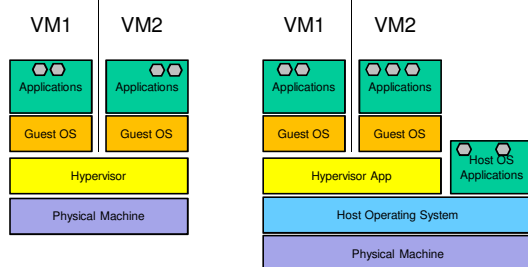 VM1
VM2
Applications
Applications
Guest OS
Guest OS
Hypervisor
Physical Machine
VM1
VM2
Applications
Applications
Guest OS
Guest OS
Hypervisor App
Host OS
Applications
Host Operating System
Physical Machine